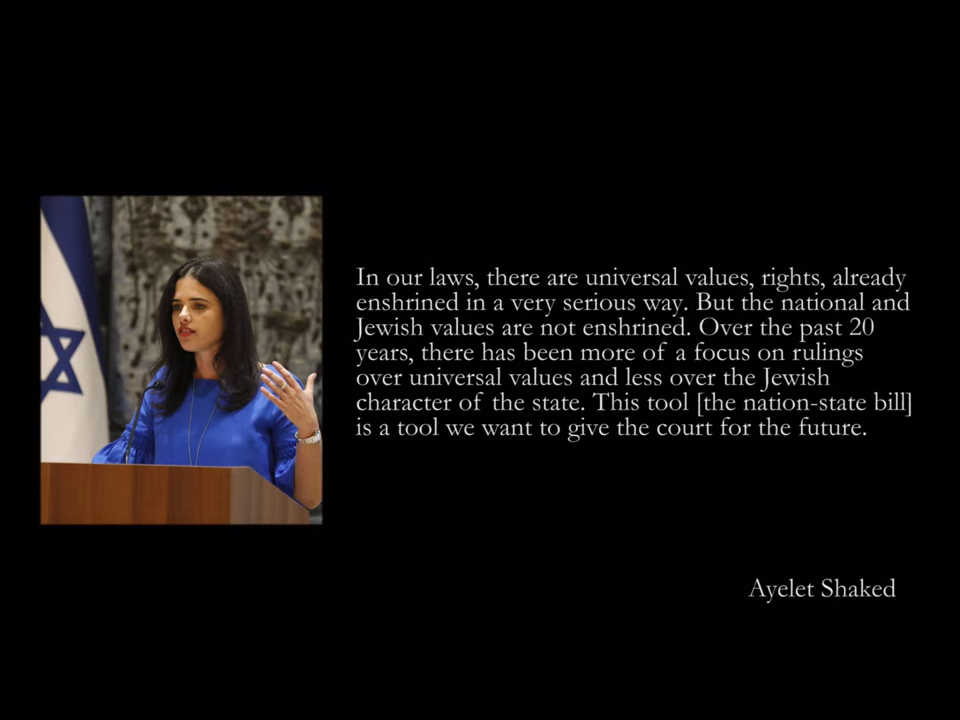 In our laws, there are universal values, rights, already
enshrined in a very serious way. But the national and
Jewish values are not enshrined. Over the past 20
years, there has been more of a focus on rulings
over universal values and less over the Jewish
character of the state. This tool [the nation-state bill]
is a tool we want to give the court for the future.
Ayelet Shaked